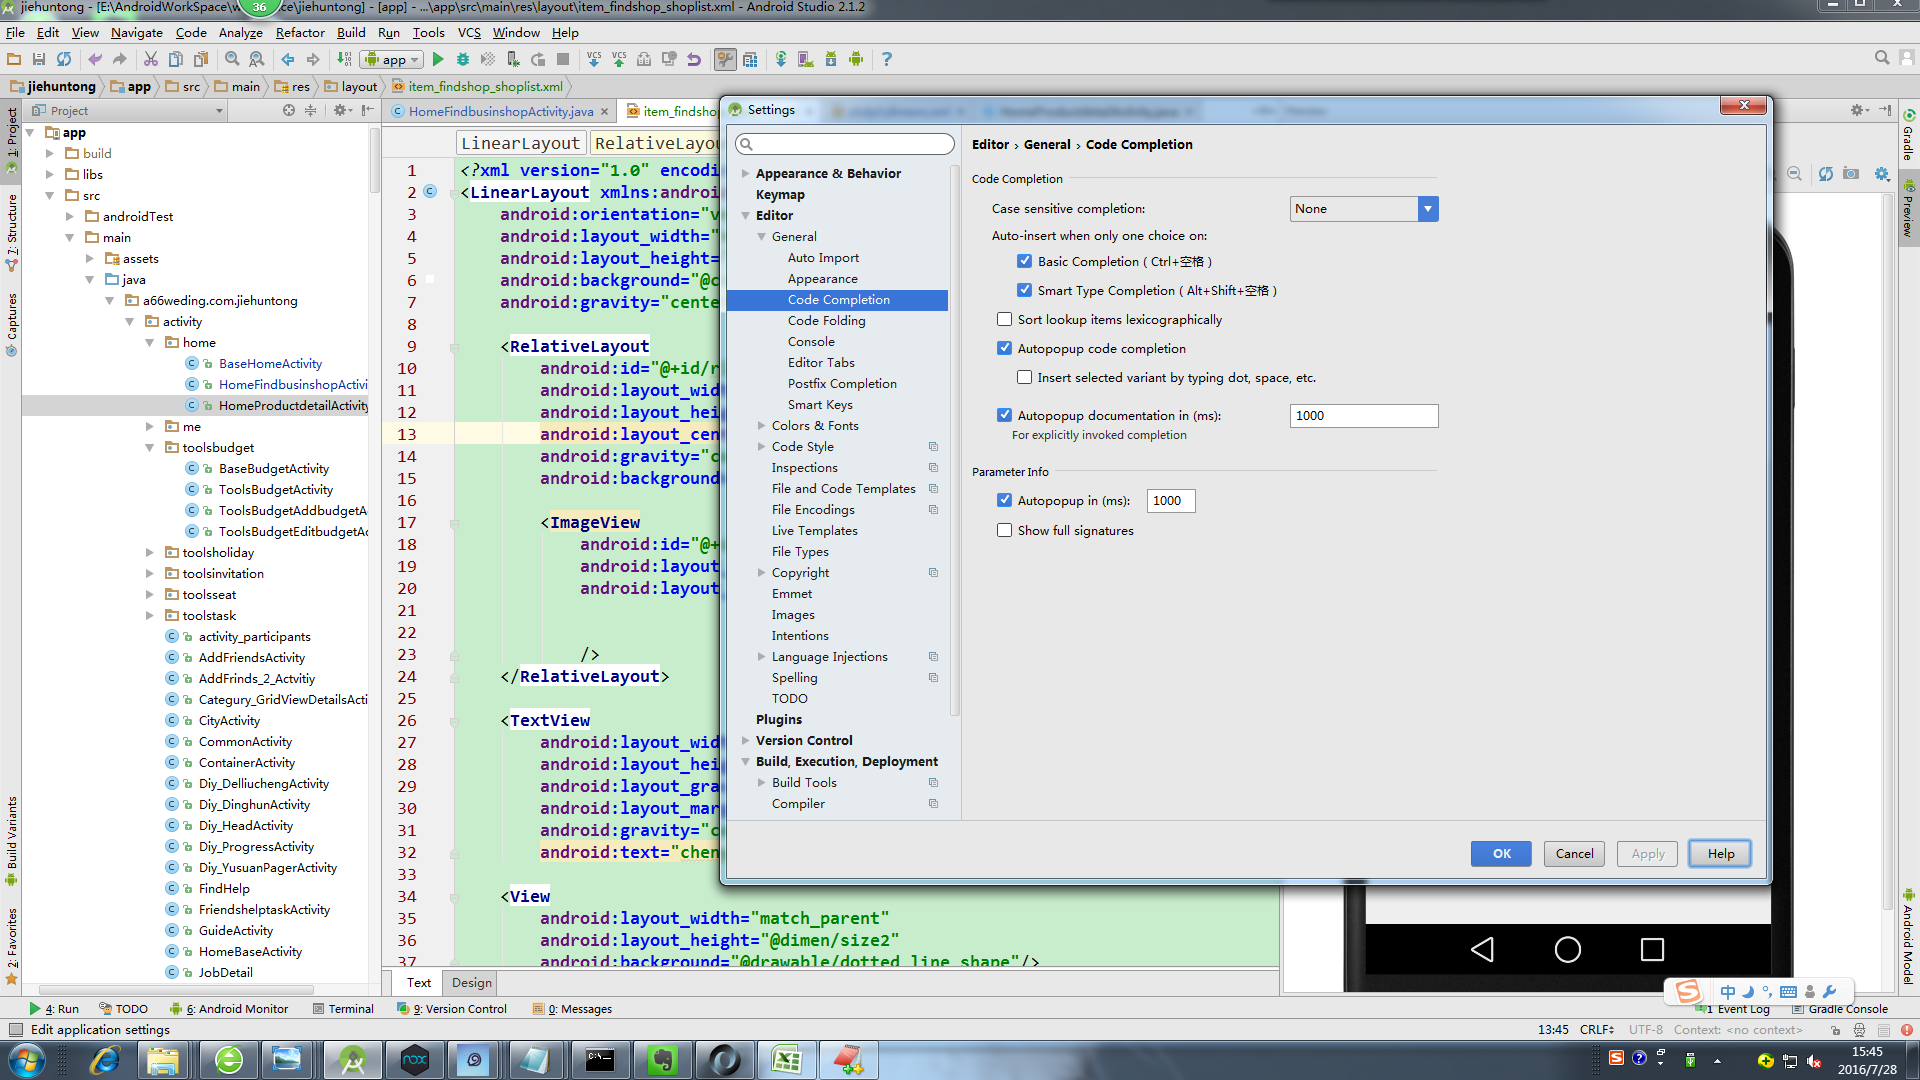 jiehuntong - [E:\AndroidWorkSpace\w
ce\jiehuntong] - [app] - ...\app\src\main\res\layout\item_findshop_shoplist.xml - Android Studio 2.1.2
36
File Edit View Navigate Code Analyze Refactor Build Run Tools VCS Window Help
app
jiehuntong app src main res layout item_findshop_shoplist.xml
Project
HomeFindbusinshopActivity.java
item_findsho
1: Project
7: Structure
Captures
Build Variants
2: Favorites
app
build
libs
src
androidTest
main
assets
java
a66weding.com.jiehuntong
activity
home
BaseHomeActivity
HomeFindbusinshopActivi
HomeProductdetailActivity
me
toolsbudget
BaseBudgetActivity
ToolsBudgetActivity
ToolsBudgetAddbudgetA
ToolsBudgetEditbudgetAc
toolsholiday
toolsinvitation
toolsseat
toolstask
activity_participants
AddFriendsActivity
AddFrinds_2_Actvitiy
Categury_GridViewDetailsActi
CityActivity
CommonActivity
ContainerActivity
Diy_DelliuchengActivity
Diy_DinghunActivity
Diy_HeadActivity
Diy_ProgressActivity
Diy_YusuanPagerActivity
FindHelp
FriendshelptaskActivity
GuideActivity
HomeBaseActivity
JobDetail
LinearLayout RelativeLayou
1 <?xml version="1.0" encodi
2 <LinearLayout xmlns:androi
3 android:orientation="v
4 android:layout_width="
5 android:layout_height=
6 android:background="@c
7 android:gravity="cente
8
9 <RelativeLayout
10 android:id="@+id/r
11 android:layout_wid
12 android:layout_hei
13 android:layout_cen
14 android:gravity="c
15 android:background
16
17 <ImageView
18 android:id="@+
19 android:layout
20 android:layout
21
22
23 />
24 </RelativeLayout>
25
26 <TextView
27 android:layout_wid
28 android:layout_hei
29 android:layout_gra
30 android:layout_mar
31 android:gravity="c
32 android:text="chen
33
34 <View
35 android:layout_width="match_parent"
36 android:layout_height="@dimen/size2"
37 android:background="@drawable/dotted_line_shape"/>
Text Design
Settings
Appearance & Behavior
Keymap
Editor
General
Auto Import
Appearance
Code Completion
Code Folding
Console
Editor Tabs
Postfix Completion
Smart Keys
Colors & Fonts
Code Style
Inspections
File and Code Templates
File Encodings
Live Templates
File Types
Copyright
Emmet
Images
Intentions
Language Injections
Spelling
TODO
Plugins
Version Control
Build, Execution, Deployment
Build Tools
Compiler
Editor › General › Code Completion
Code Completion
Case sensitive completion: None
Auto-insert when only one choice on:
Basic Completion ( Ctrl+空格 )
Smart Type Completion ( Alt+Shift+空格 )
Sort lookup items lexicographically
Autopopup code completion
Insert selected variant by typing dot, space, etc.
Autopopup documentation in (ms): 1000
For explicitly invoked completion
Parameter Info
Autopopup in (ms): 1000
Show full signatures
OK Cancel Apply Help
Gradle
Preview
Android Model
中
4: Run TODO 6: Android Monitor Terminal 9: Version Control 0: Messages
1 Event Log Gradle Console
Edit application settings
13:45 CRLF UTF-8 Context: <no context>
nox
15:45
2016/7/28